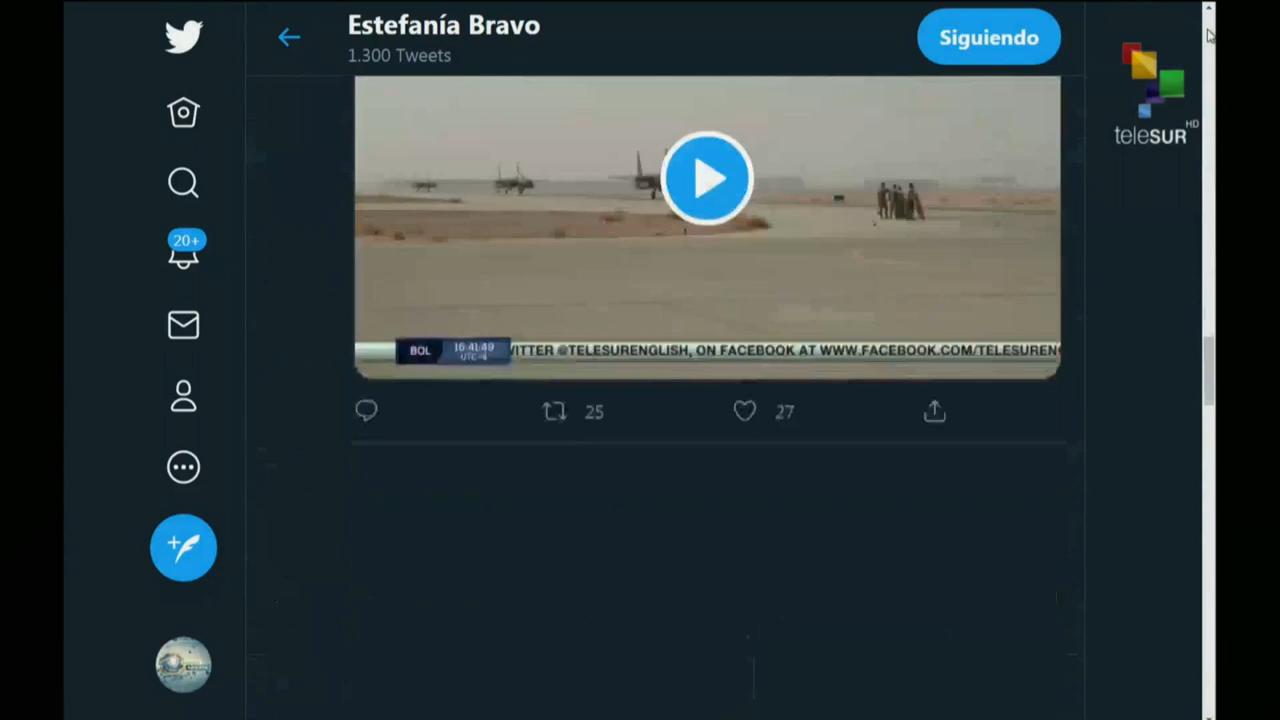 Estefanía Bravo
1.300 Tweets
Siguiendo
teleSUR HD
20+
BOL 16:41:49 UTC-4
WITTER @TELESURENGLISH, ON FACEBOOK AT WWW.FACEBOOK.COM/TELESUREN
25
27